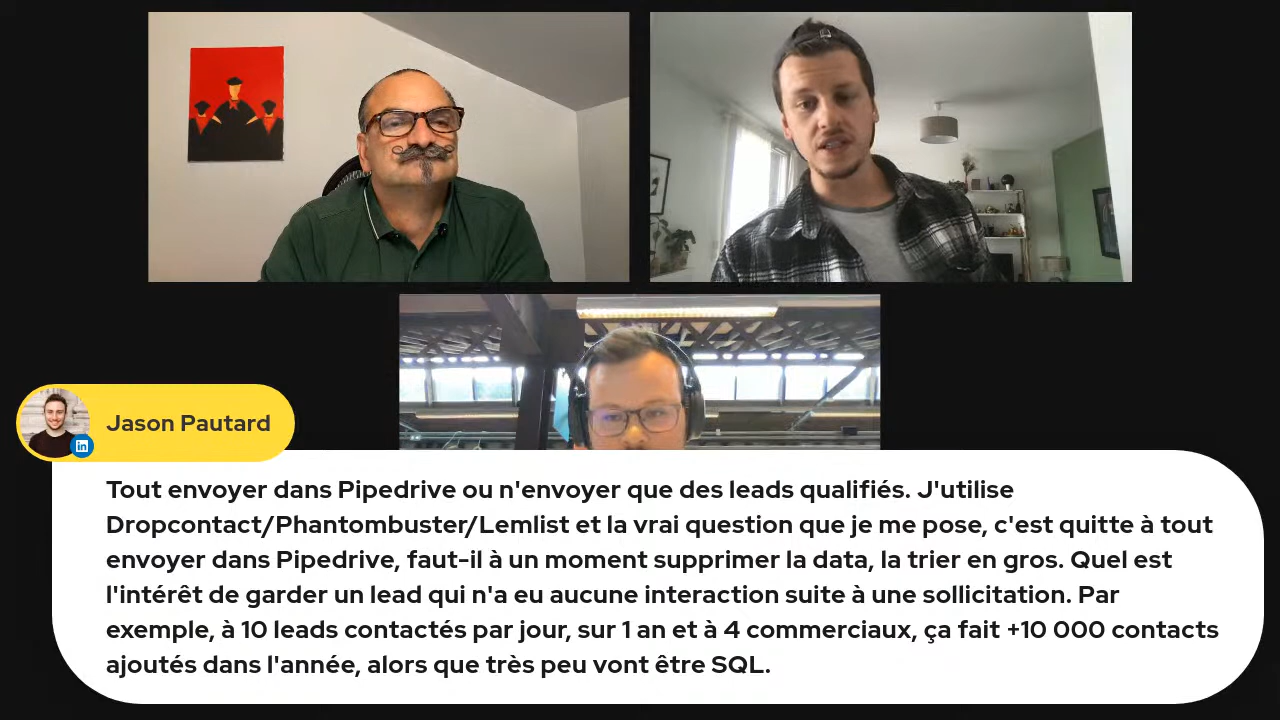 Jason Pautard
in
Tout envoyer dans Pipedrive ou n'envoyer que des leads qualifiés. J'utilise
Dropcontact/Phantombuster/Lemlist et la vrai question que je me pose, c'est quitte à tout
envoyer dans Pipedrive, faut-il à un moment supprimer la data, la trier en gros. Quel est
l'intérêt de garder un lead qui n'a eu aucune interaction suite à une sollicitation. Par
exemple, à 10 leads contactés par jour, sur 1 an et à 4 commerciaux, ça fait +10 000 contacts
ajoutés dans l'année, alors que très peu vont être SQL.